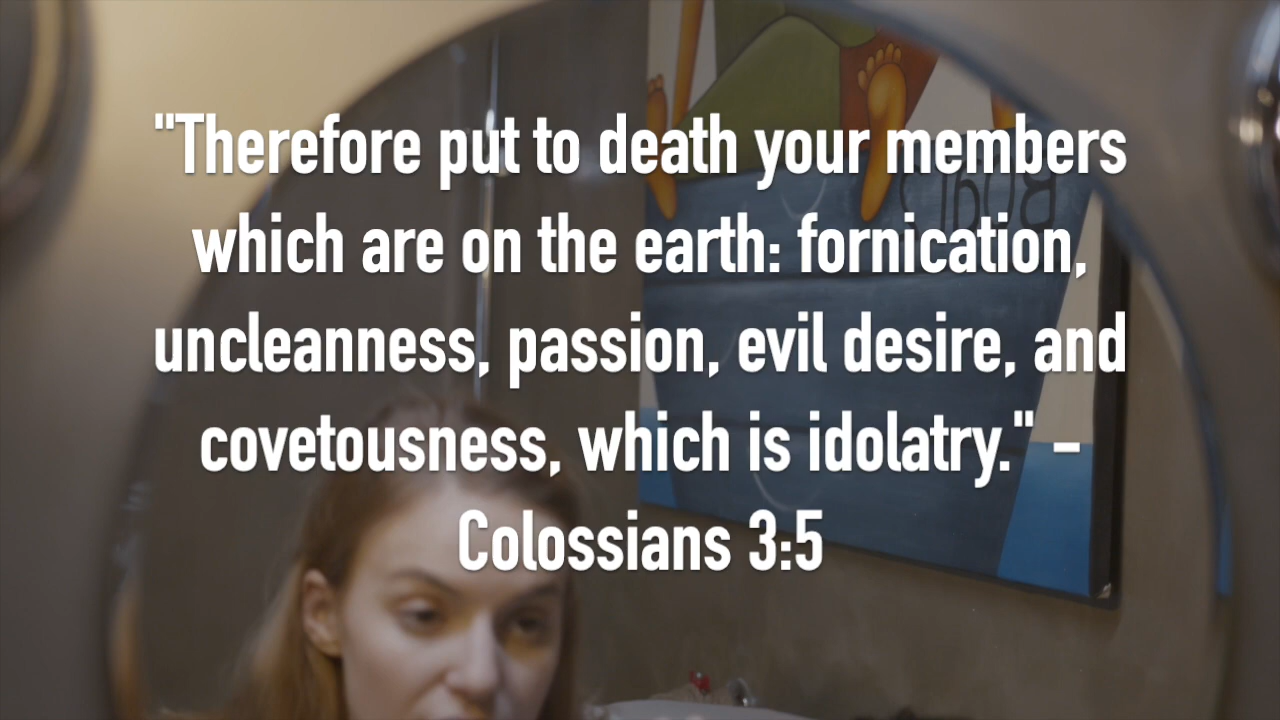 "Therefore put to death your members
which are on the earth: fornication,
uncleanness, passion, evil desire, and
covetousness, which is idolatry." –
Colossians 3:5